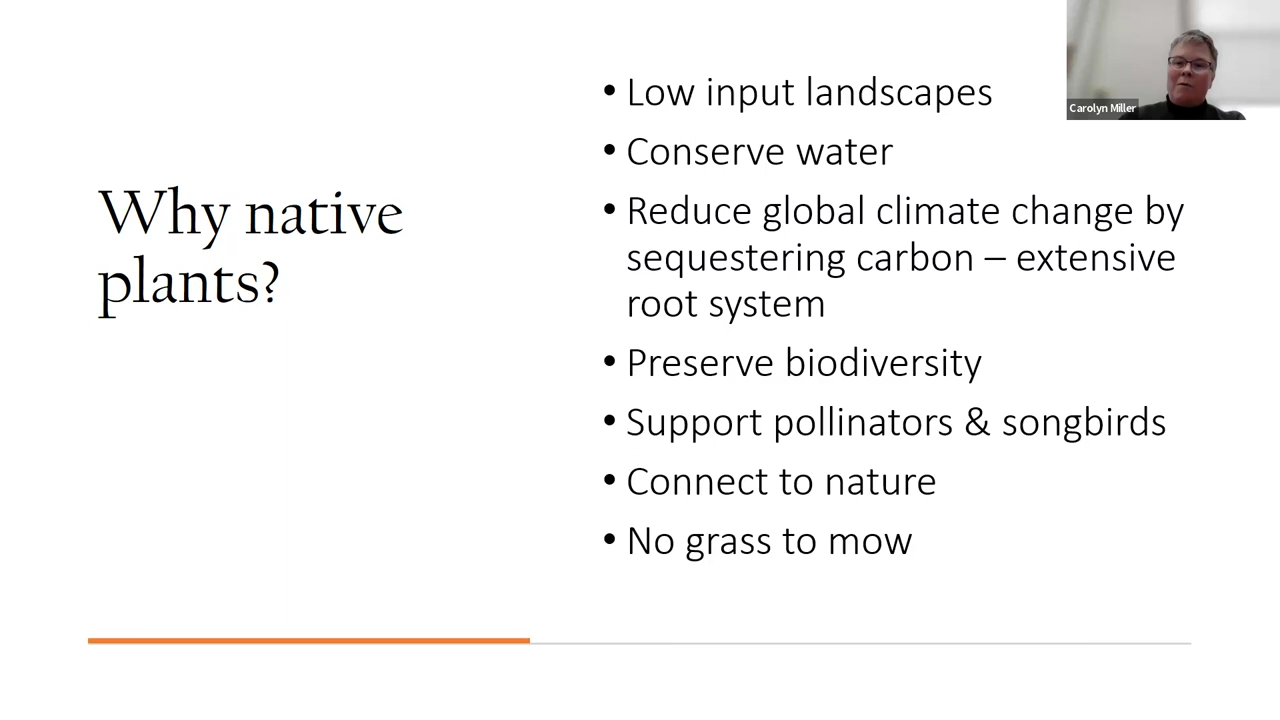 Why native
plants?
• Low input landscapes
• Conserve water
• Reduce global climate change by
sequestering carbon – extensive
root system
• Preserve biodiversity
• Support pollinators & songbirds
• Connect to nature
• No grass to mow
Carolyn Miller